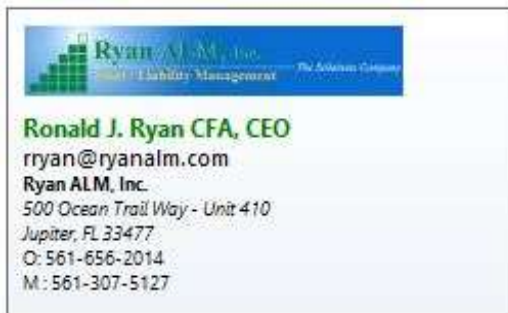 Ryan ALM, Inc.
Asset / Liability Management
The Solutions Company
Ronald J. Ryan CFA, CEO
rryan@ryanalm.com
Ryan ALM, Inc.
500 Ocean Trail Way - Unit 410
Jupiter, FL 33477
O: 561-656-2014
M : 561-307-5127